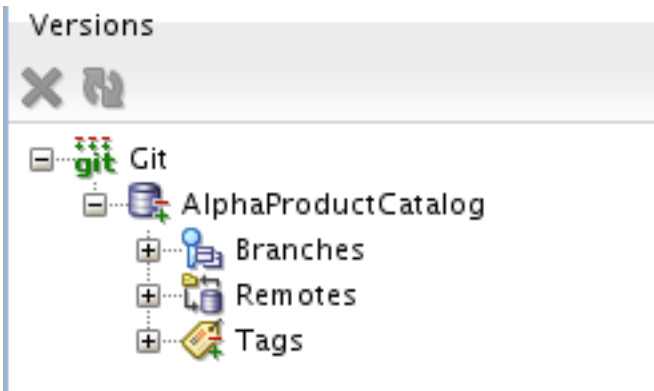 Versions
git Git
AlphaProductCatalog
Branches
Remotes
Tags